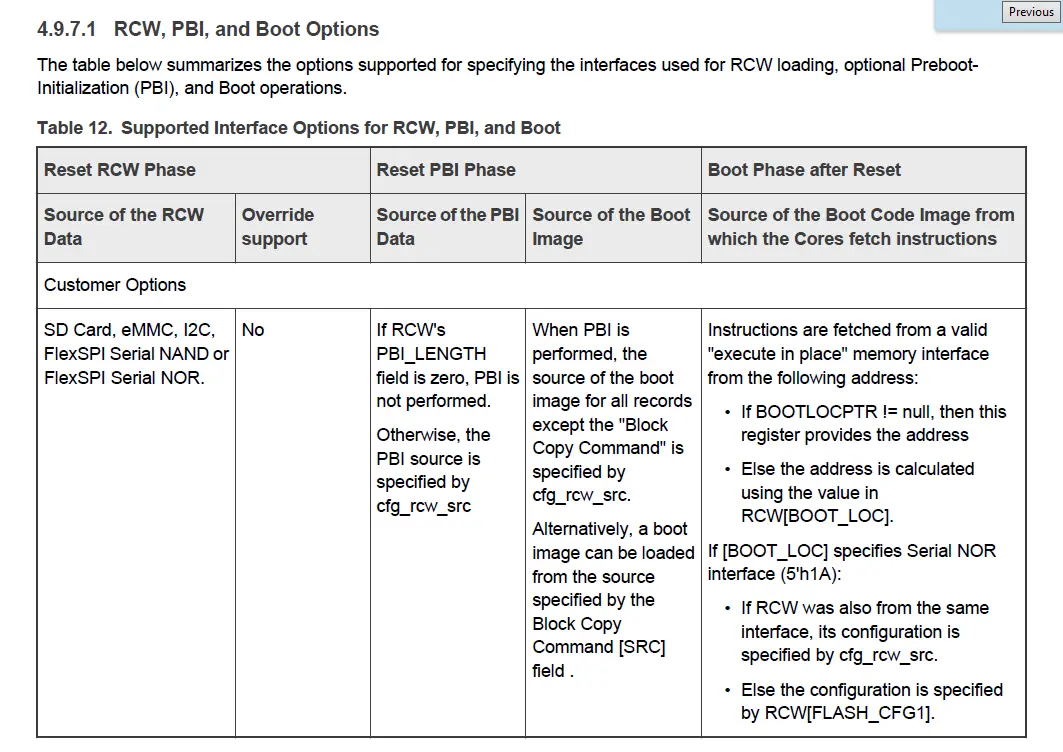 Previous
4.9.7.1 RCW, PBI, and Boot Options
The table below summarizes the options supported for specifying the interfaces used for RCW loading, optional Preboot-
Initialization (PBI), and Boot operations.
Table 12. Supported Interface Options for RCW, PBI, and Boot
Reset RCW Phase
Reset PBI Phase
Boot Phase after Reset
Source of the RCW
Data
Override
support
Source of the PBI
Data
Source of the Boot
Image
Source of the Boot Code Image from
which the Cores fetch instructions
Customer Options
SD Card, eMMC, I2C,
FlexSPI Serial NAND or
FlexSPI Serial NOR.
No
If RCW's
PBI_LENGTH
field is zero, PBI is
not performed.
Otherwise, the
PBI source is
specified by
cfg_rcw_src
When PBI is
performed, the
source of the boot
image for all records
except the "Block
Copy Command" is
specified by
cfg_rcw_src.
Alternatively, a boot
image can be loaded
from the source
specified by the
Block Copy
Command [SRC]
field .
Instructions are fetched from a valid
"execute in place" memory interface
from the following address:
• If BOOTLOCPTR != null, then this
register provides the address
• Else the address is calculated
using the value in
RCW[BOOT_LOC].
If [BOOT_LOC] specifies Serial NOR
interface (5'h1A):
• If RCW was also from the same
interface, its configuration is
specified by cfg_rcw_src.
• Else the configuration is specified
by RCW[FLASH_CFG1].